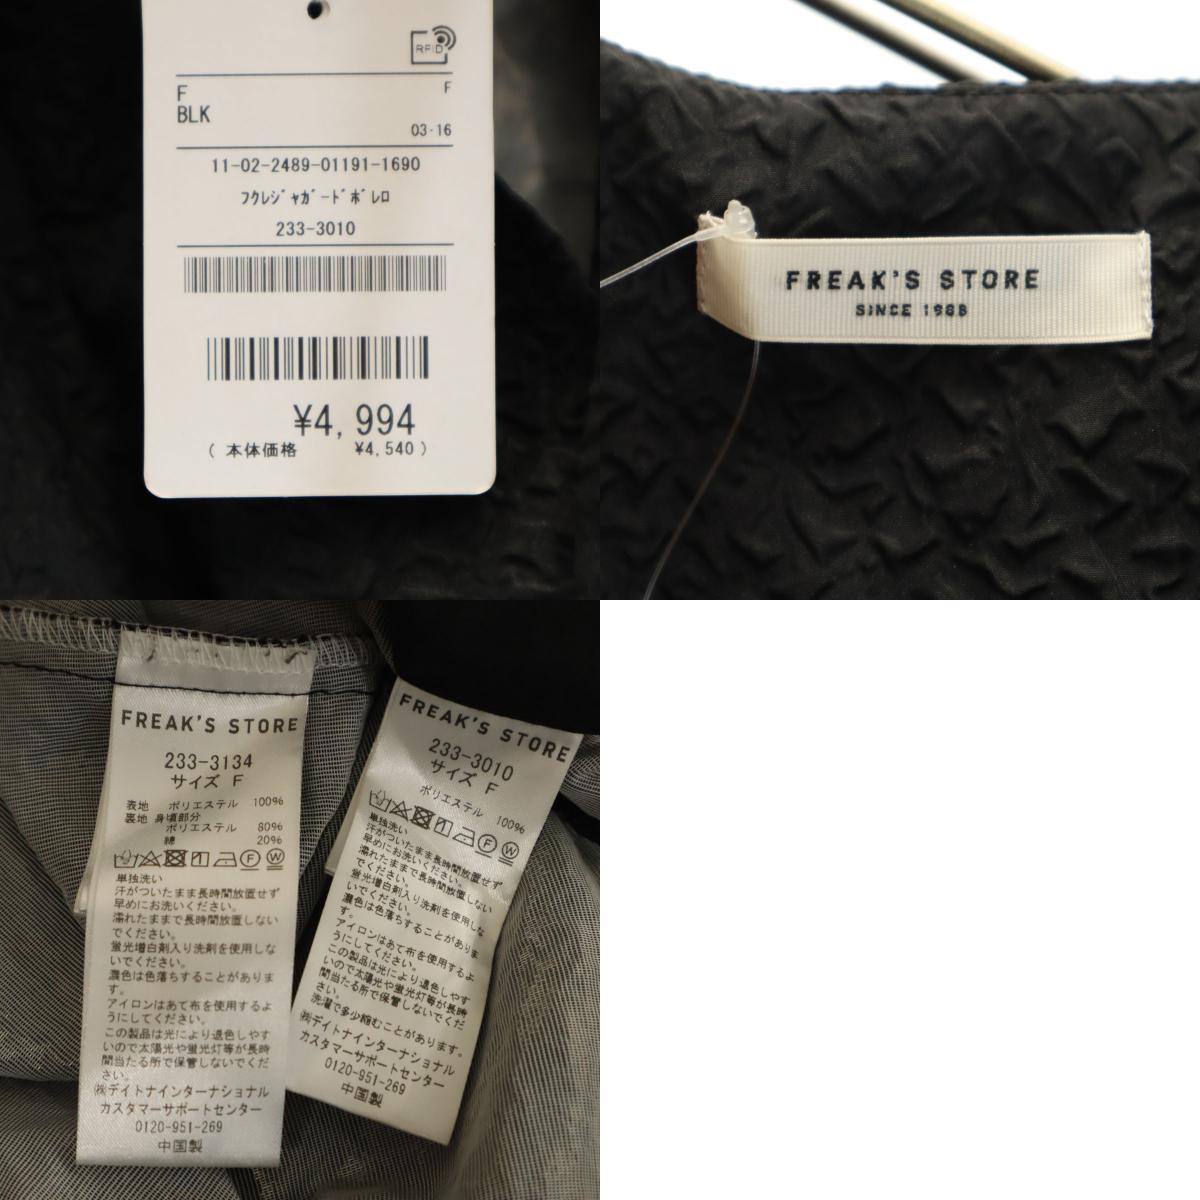 RFID
F
F
BLK
03-16
11-02-2489-01191-1690
フクレジャガードボレロ
233-3010
¥4,994
( 本体価格 ¥4,540 )
FREAK'S STORE
SINCE 1988
FREAK'S STORE
233-3134
サイズ F
表地 ポリエステル 100%
裏地 身頃部分
ポリエステル 80%
綿 20%
F W
単独洗い
汗がついたまま長時間放置せず
早めにお洗いください。
濡れたままで長時間放置しない
でください。
蛍光増白剤入り洗剤を使用しな
いでください。
濃色は色落ちすることがありま
す。
アイロンはあて布を使用するよ
うにしてください。
この製品は光により退色しやす
いので太陽光や蛍光灯等が長時
間当たる所で保管しないでくだ
さい。
㈱デイトナインターナショナル
カスタマーサポートセンター
0120-951-269
中国製
FREAK'S STORE
233-3010
サイズ F
ポリエステル 100%
F W
単独洗い
汗がついたまま長時間放置せず
早めにお洗いください。
濡れたままで長時間放置しない
でください。
蛍光増白剤入り洗剤を使用しな
いでください。
濃色は色落ちすることがありま
す。
アイロンはあて布を使用するよ
うにしてください。
この製品は光により退色しやす
いので太陽光や蛍光灯等が長時
間当たる所で保管しないでくだ
さい。
洗濯で多少縮むことがあります。
㈱デイトナインターナショナル
カスタマーサポートセンター
0120-951-269
中国製